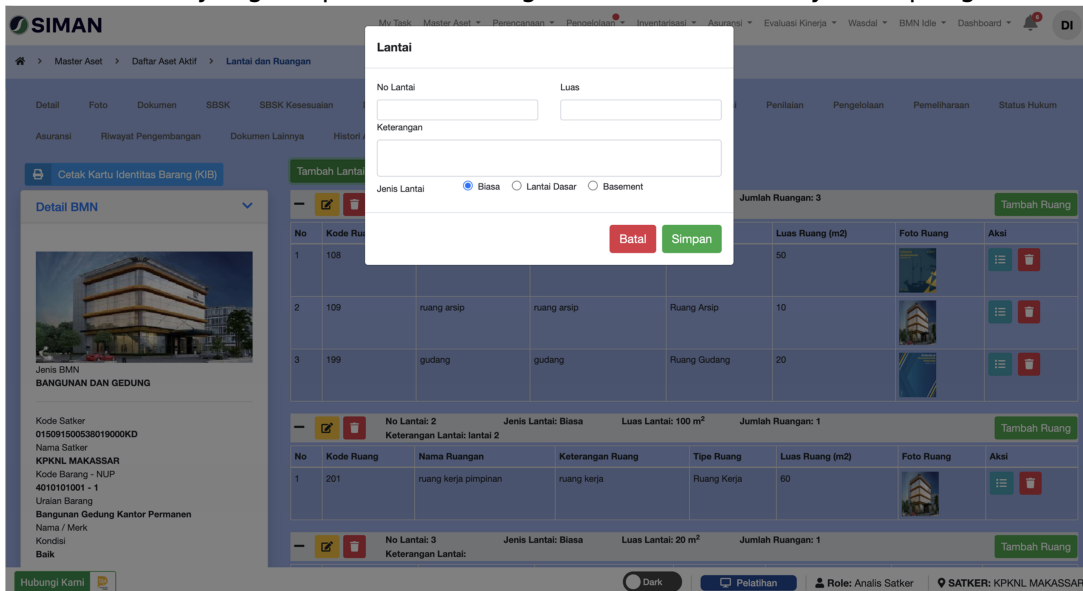 SIMAN
My Task Master Aset Perencanaan Pengelolaan Inventarisasi Asuransi Evaluasi Kinerja Wasdal BMN Idle Dashboard DI
Master Aset > Daftar Aset Aktif > Lantai dan Ruangan
Lantai
No Lantai Luas
Keterangan
Jenis Lantai Biasa Lantai Dasar Basement
Batal Simpan
Detail Foto Dokumen SBSK SBSK Kesesuaian Penilaian Pengelolaan Pemeliharaan Status Hukum
Asuransi Riwayat Pengembangan Dokumen Lainnya
Cetak Kartu Identitas Barang (KIB)
Tambah Lantai
Detail BMN
Jenis BMN
BANGUNAN DAN GEDUNG
Kode Satker
015091500538019000KD
Nama Satker
KPKNL MAKASSAR
Kode Barang - NUP
4010101001 - 1
Uraian Barang
Bangunan Gedung Kantor Permanen
Nama / Merk
Kondisi
Baik
Jumlah Ruangan: 3 Tambah Ruang
No Luas Ruang (m2) Foto Ruang Aksi
1 108 50
2 109 ruang arsip ruang arsip Ruang Arsip 10
3 199 gudang gudang Ruang Gudang 20
No Lantai: 2 Jenis Lantai: Biasa Luas Lantai: 100 m² Jumlah Ruangan: 1 Tambah Ruang
Keterangan Lantai: lantai 2
No Kode Ruang Nama Ruangan Keterangan Ruang Tipe Ruang Luas Ruang (m2) Foto Ruang Aksi
1 201 ruang kerja pimpinan ruang kerja Ruang Kerja 60
No Lantai: 3 Jenis Lantai: Biasa Luas Lantai: 20 m² Jumlah Ruangan: 1 Tambah Ruang
Keterangan Lantai:
Hubungi Kami Dark Pelatihan Role: Analis Satker SATKER: KPKNL MAKASSAR